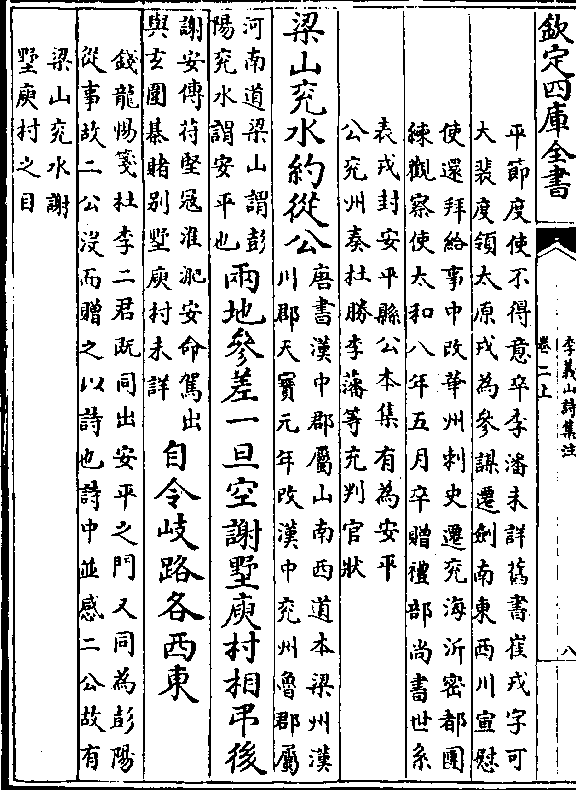 欽定四庫全書
李義山詩集注
卷二上
八
平節度使不得意卒李潘未詳舊書崔戎字可
大裴度領太原戎為參謀遷劍南東西川宣慰
使還拜給事中改華州刺史遷兗海沂密都團
練觀察使太和八年五月卒贈禮部尚書世系
表戎封安平縣公本集有為安平
公兗州奏杜勝李藩等充判官狀
梁山兗水約從公
唐書漢中郡屬山南西道本梁州漢
川郡天寶元年改漢中兗州魯郡屬
河南道梁山謂彭
陽兗水謂安平也
兩地參差一旦空謝墅庾村相弔後
謝安傳苻堅冦淮淝安命駕出
與玄圍棊賭別墅庾村未詳
自令岐路各西東
錢龍惕箋杜李二君既同出安平之門又同為彭陽
從事故二公沒而贈之以詩也詩中並感二公故有
梁山兗水謝
墅庾村之目